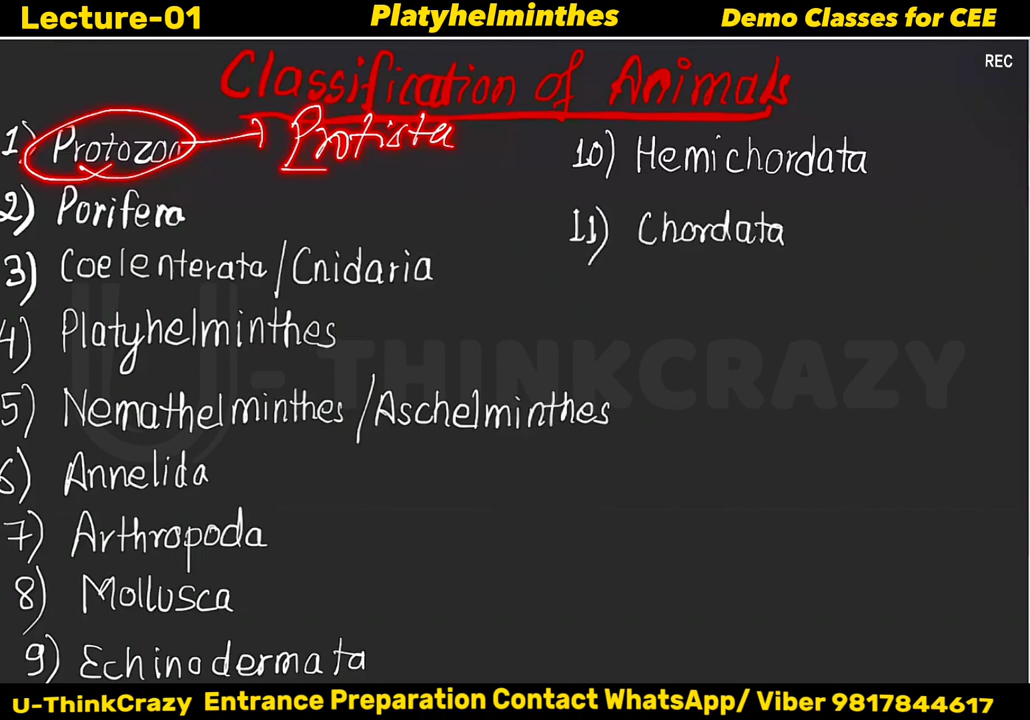 Lecture-01
Platyhelminthes
Demo Classes for CEE
REC
Classification of Animals
1) Protozoa → Protista
2) Porifera
3) Coelenterata/Cnidaria
4) Platyhelminthes
5) Nemathelminthes/Aschelminthes
6) Annelida
7) Arthropoda
8) Mollusca
9) Echinodermata
10) Hemichordata
11) Chordata
U-THINKCRAZY
U-ThinkCrazy Entrance Preparation Contact WhatsApp/ Viber 9817844617